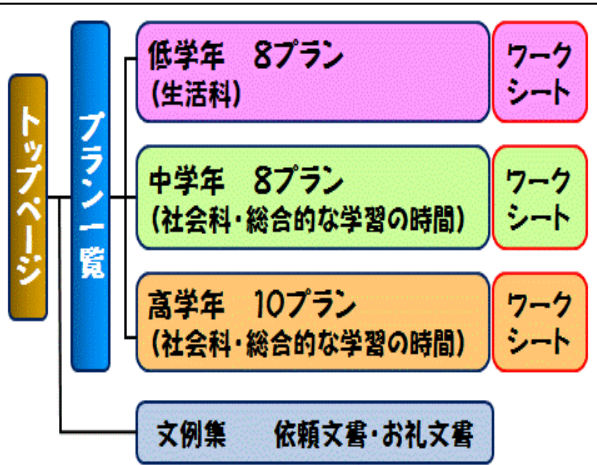 トップページ
プラン一覧
低学年　8プラン
(生活科)
ワーク
シート
中学年　8プラン
(社会科・総合的な学習の時間)
ワーク
シート
高学年　10プラン
(社会科・総合的な学習の時間)
ワーク
シート
文例集　　依頼文書・お礼文書